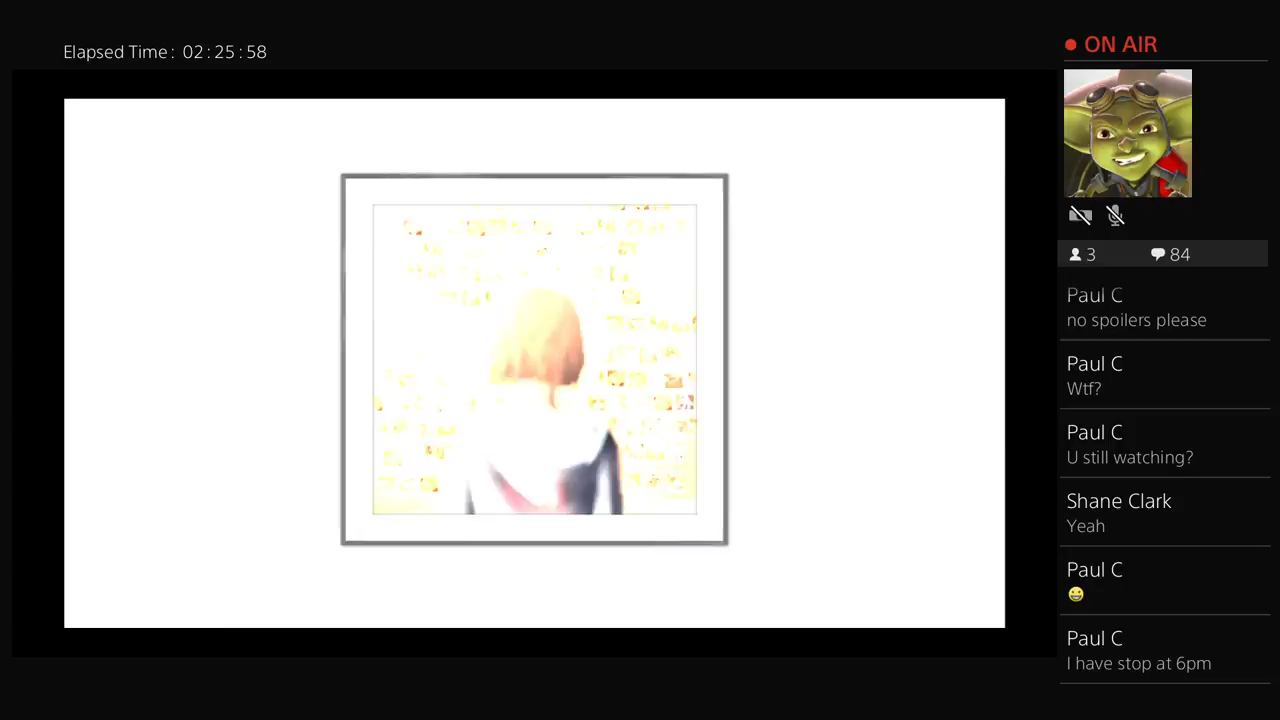 Elapsed Time: 02:25:58
ON AIR
3 84
Paul C
no spoilers please
Paul C
Wtf?
Paul C
U still watching?
Shane Clark
Yeah
Paul C
😀
Paul C
I have stop at 6pm